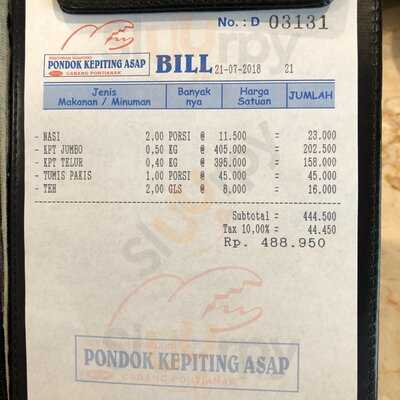 No. : D 03131
PONDOK KEPITING ASAP
CABANG PONTIANAK
BILL 21-07-2018 21
Jenis Makanan / Minuman Banyak nya Harga Satuan JUMLAH
- NASI 2,00 PORSI @ 11.500 = 23.000
- KPT JUMBO 0,50 KG @ 405.000 = 202.500
- KPT TELUR 0,40 KG @ 395.000 = 158.000
- TUMIS PAKIS 1,00 PORSI @ 45.000 = 45.000
- TEH 2,00 GLS @ 8.000 = 16.000
Subtotal = 444.500
Tax 10,00% = 44.450
Rp. 488.950
PONDOK KEPITING ASAP
CABANG PONTIANAK